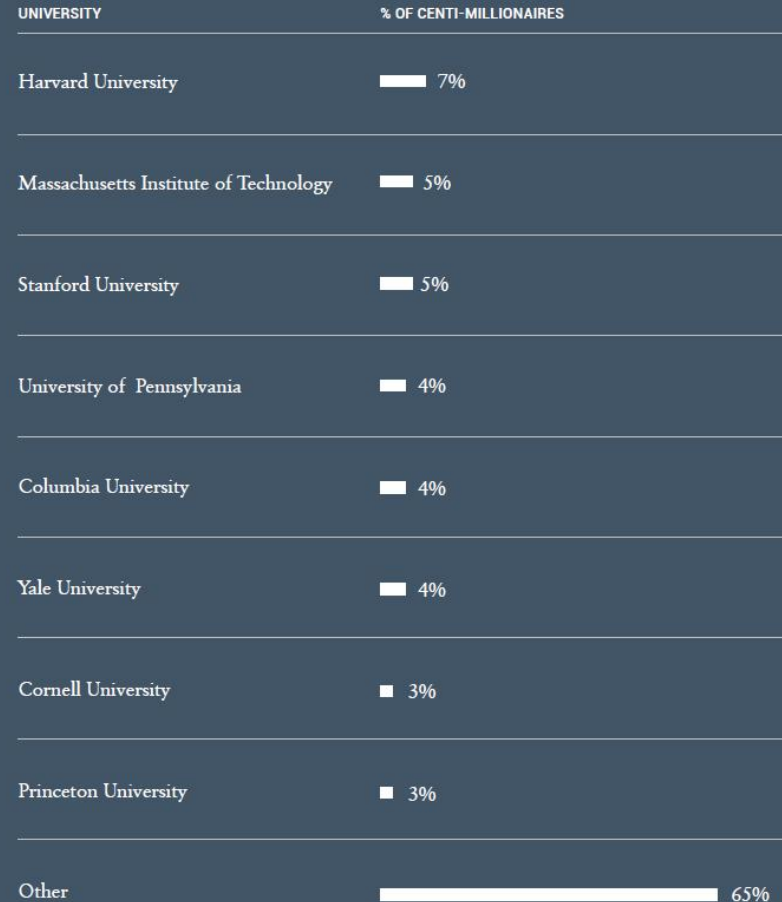 UNIVERSITY % OF CENTI-MILLIONAIRES
Harvard University 7%
Massachusetts Institute of Technology 5%
Stanford University 5%
University of Pennsylvania 4%
Columbia University 4%
Yale University 4%
Cornell University 3%
Princeton University 3%
Other 65%